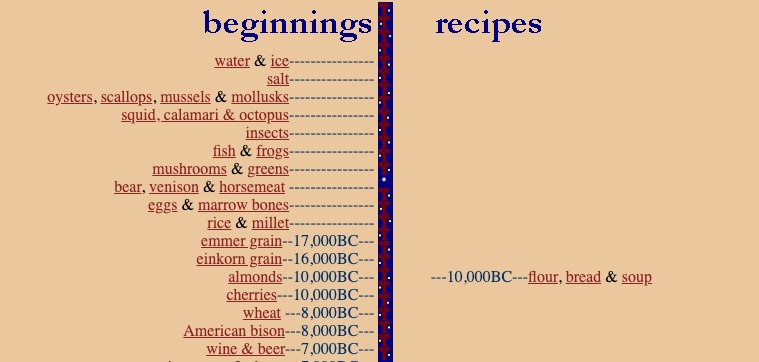 beginnings recipes
water & ice----------------
salt----------------
oysters, scallops, mussels & mollusks----------------
squid, calamari & octopus----------------
insects----------------
fish & frogs----------------
mushrooms & greens----------------
bear, venison & horsemeat ----------------
eggs & marrow bones----------------
rice & millet----------------
emmer grain--17,000BC---
einkorn grain--16,000BC---
almonds--10,000BC--- ---10,000BC---flour, bread & soup
cherries---10,000BC---
wheat ---8,000BC---
American bison---8,000BC---
wine & beer---7,000BC---